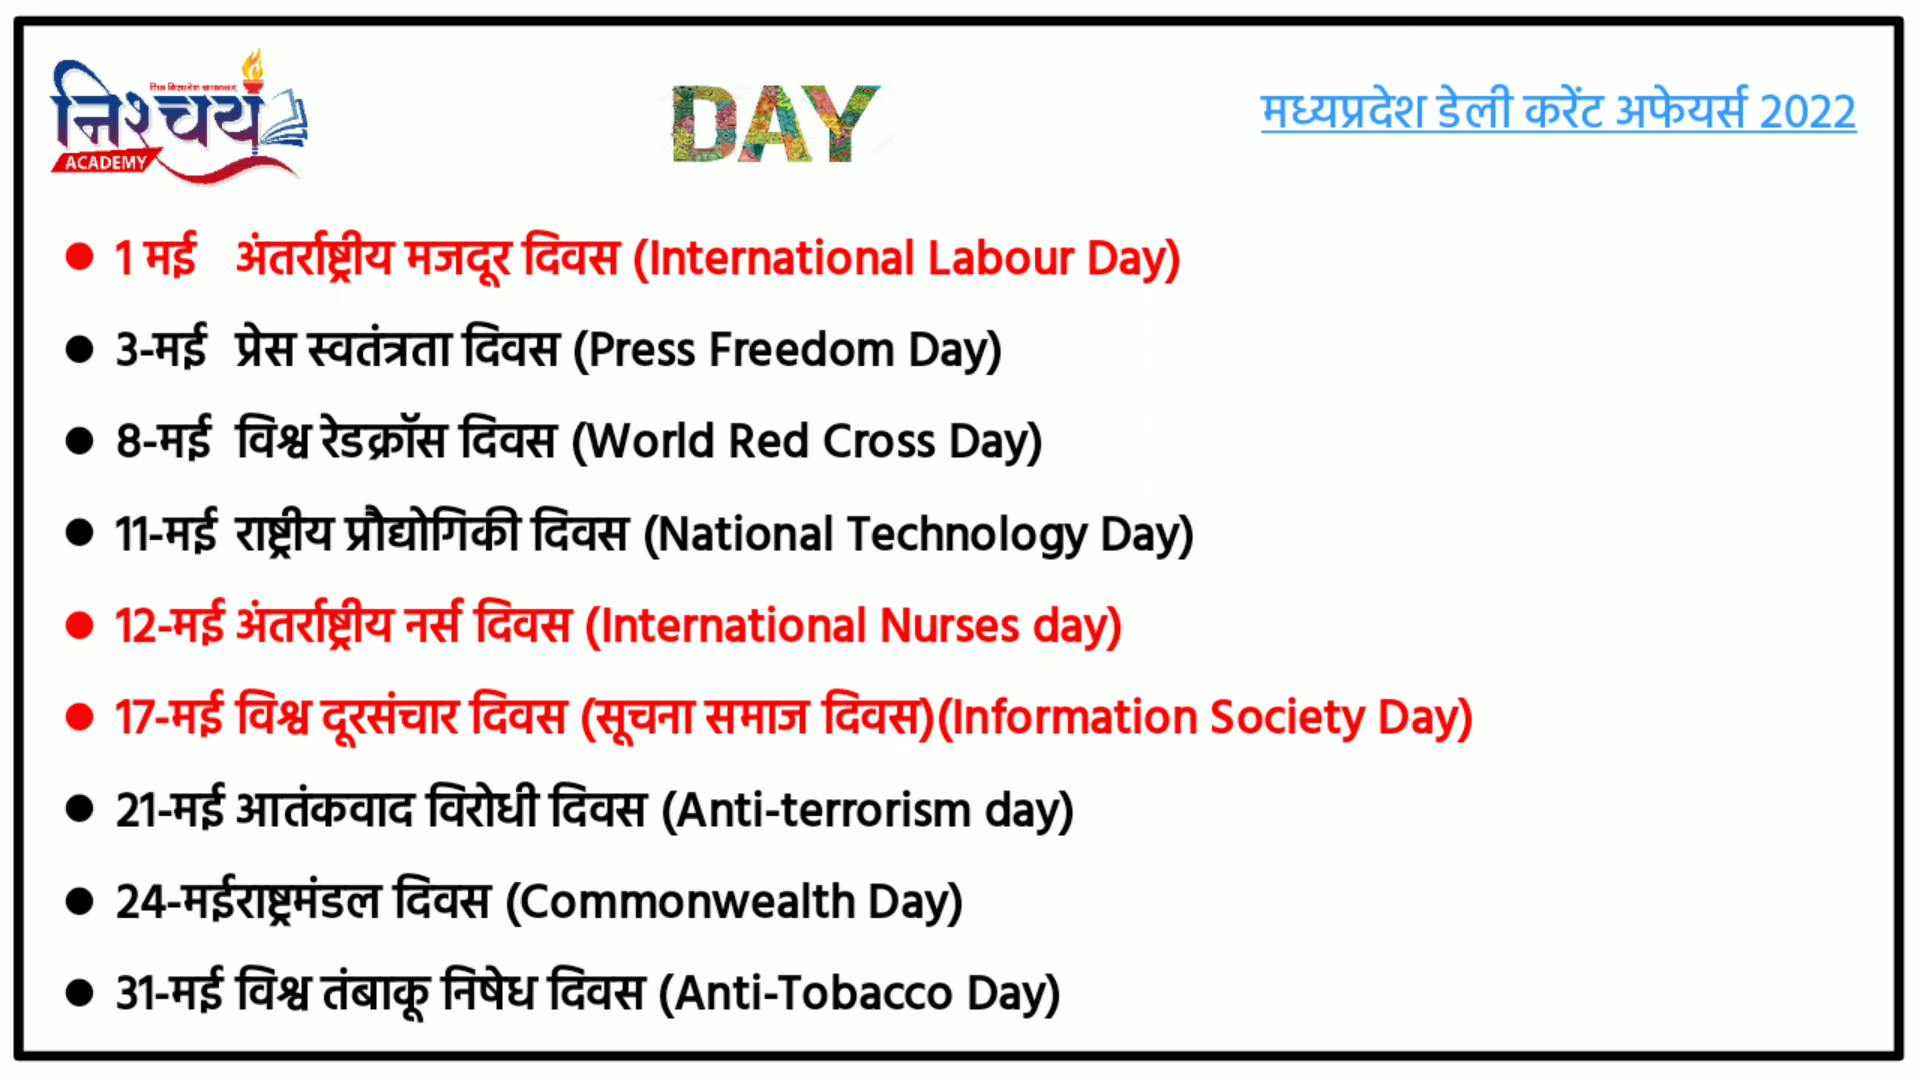 निश्चय
ACADEMY
DAY
मध्यप्रदेश डेली करेंट अफेयर्स 2022
● 1 मई अंतर्राष्ट्रीय मजदूर दिवस (International Labour Day)
● 3-मई प्रेस स्वतंत्रता दिवस (Press Freedom Day)
● 8-मई विश्व रेडक्रॉस दिवस (World Red Cross Day)
● 11-मई राष्ट्रीय प्रौद्योगिकी दिवस (National Technology Day)
● 12-मई अंतर्राष्ट्रीय नर्स दिवस (International Nurses day)
● 17-मई विश्व दूरसंचार दिवस (सूचना समाज दिवस)(Information Society Day)
● 21-मई आतंकवाद विरोधी दिवस (Anti-terrorism day)
● 24-मईराष्ट्रमंडल दिवस (Commonwealth Day)
● 31-मई विश्व तंबाकू निषेध दिवस (Anti-Tobacco Day)